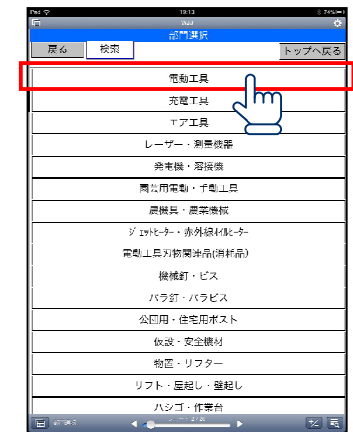 iPad 19:13 74%
部門選択
戻る 検索 トップへ戻る
電動工具
充電工具
エア工具
レーザー・測量機器
発電機・溶接機
園芸用電動・手動工具
農機具・農業機械
ｼﾞｪｯﾄﾋｰﾀｰ・赤外線ｵｲﾙﾋｰﾀｰ
電動工具刃物関連品(消耗品)
機械釘・ビス
バラ釘・バラビス
公団用・住宅用ポスト
仮設・安全機材
物置・リフター
リフト・屋起し・壁起し
ハシゴ・作業台
部門選択